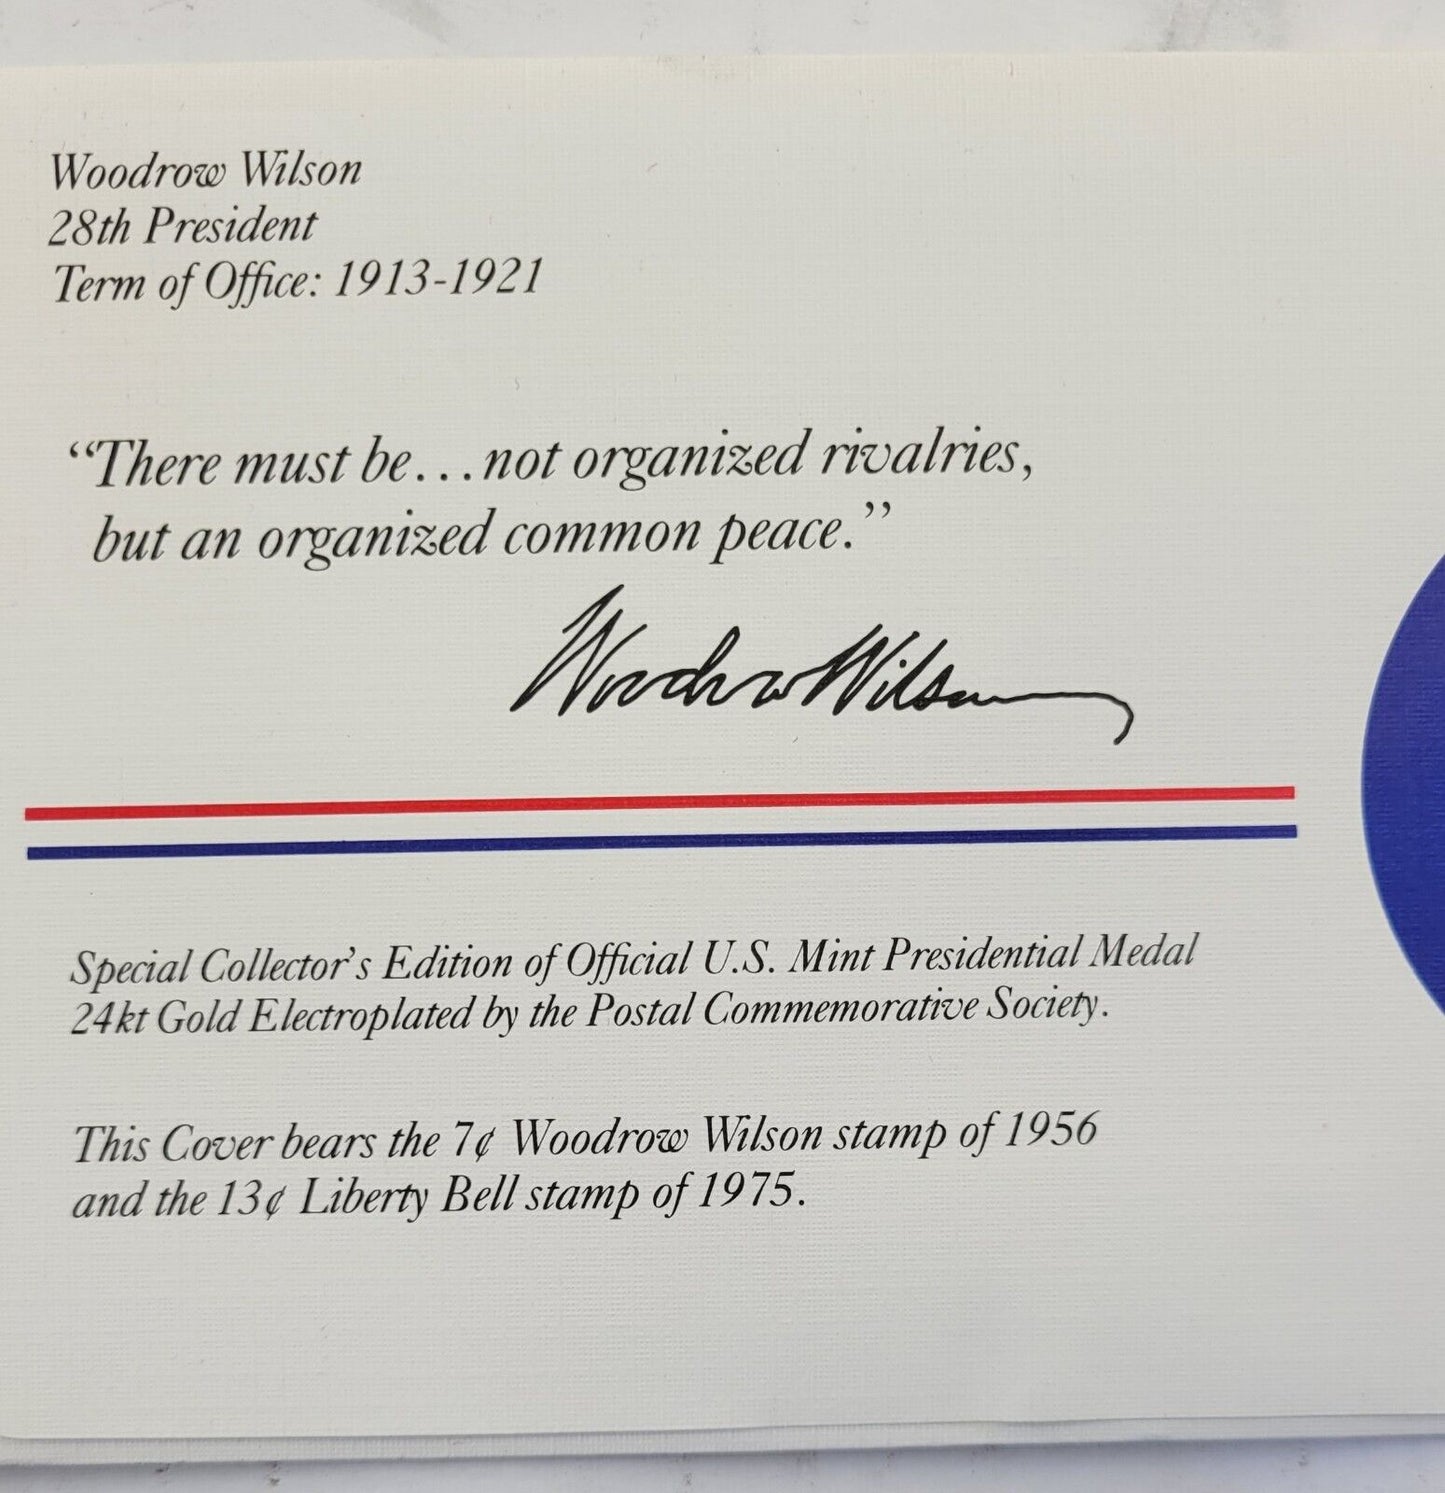 Woodrow Wilson
28th President
Term of Office: 1913-1921
“There must be...not organized rivalries,
but an organized common peace.”
Woodrow Wilson
Special Collector's Edition of Official U.S. Mint Presidential Medal
24kt Gold Electroplated by the Postal Commemorative Society.
This Cover bears the 7¢ Woodrow Wilson stamp of 1956
and the 13¢ Liberty Bell stamp of 1975.